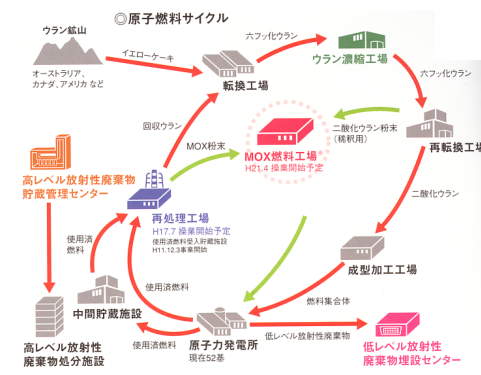 ◎原子燃料サイクル
ウラン鉱山
イエローケーキ
オーストラリア、
カナダ、アメリカ など
転換工場
六フッ化ウラン
ウラン濃縮工場
六フッ化ウラン
回収ウラン
MOX粉末
二酸化ウラン粉末
(稀釈用)
再転換工場
MOX燃料工場
H21.4 操業開始予定
高レベル放射性廃棄物
貯蔵管理センター
再処理工場
H17.7 操業開始予定
使用済燃料受入貯蔵施設
H11.12.3事業開始
二酸化ウラン
成型加工工場
使用済
燃料
使用済燃料
中間貯蔵施設
燃料集合体
高レベル放射性
廃棄物処分施設
使用済
燃料
原子力発電所
現在52基
低レベル放射性廃棄物
低レベル放射性
廃棄物埋設センター